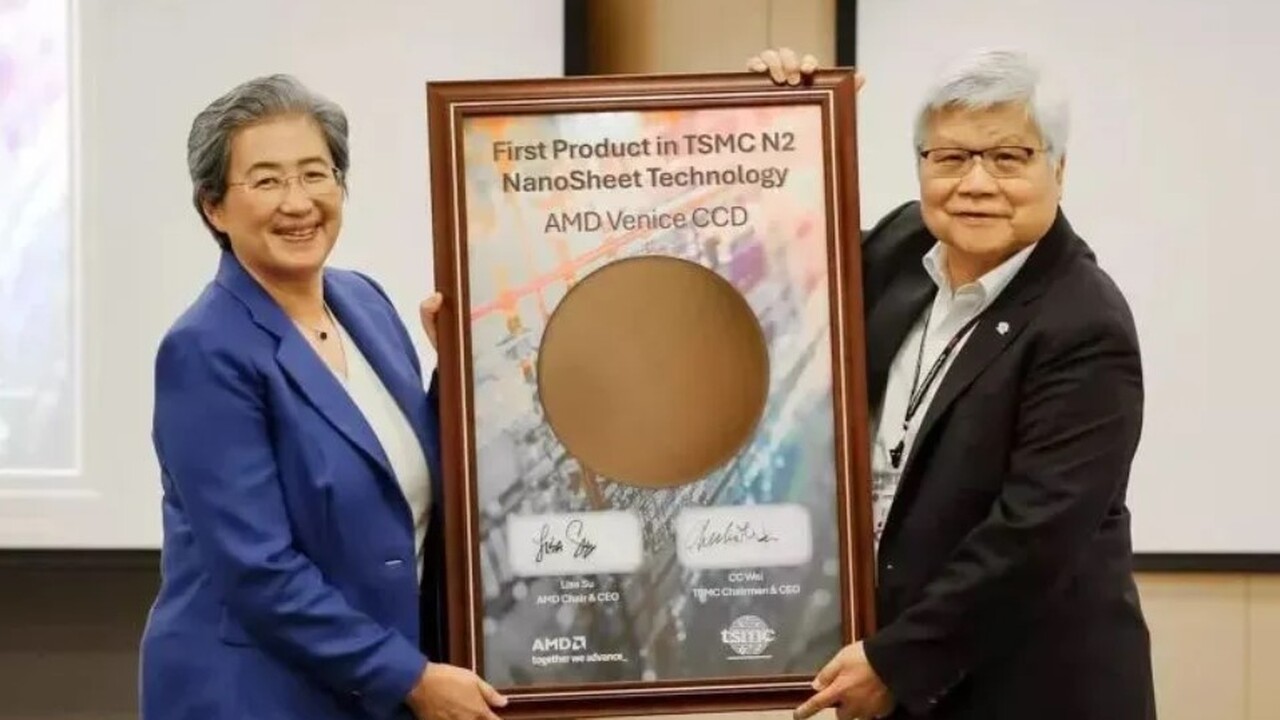 First Product in TSMC N2
NanoSheet Technology
AMD Venice CCD
Lisa Su
CC Wei
AMD Chair & CEO
TSMC Chairman & CEO
AMD
together we advance_
tsmc